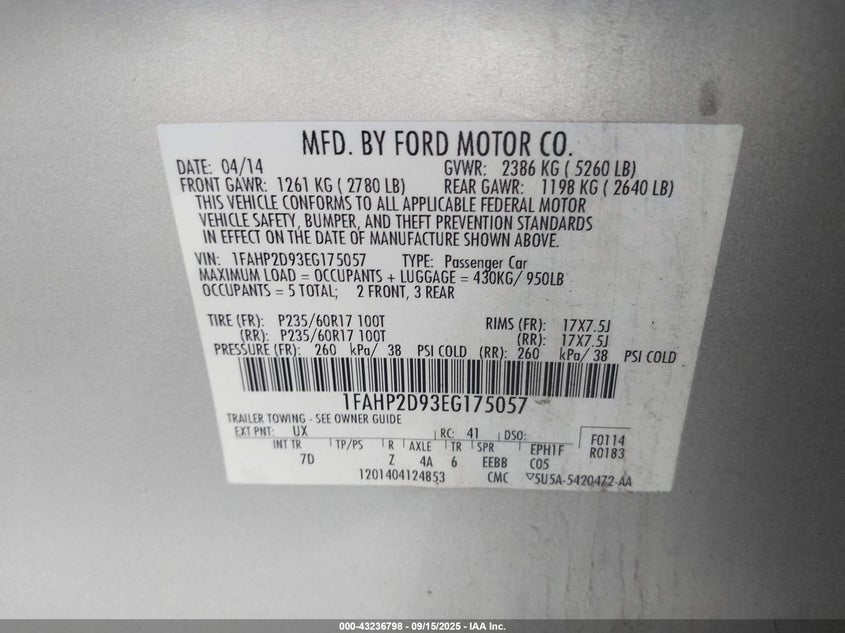 MFD. BY FORD MOTOR CO.
DATE: 04/14 GVWR: 2386 KG ( 5260 LB)
FRONT GAWR: 1261 KG ( 2780 LB) REAR GAWR: 1198 KG ( 2640 LB)
THIS VEHICLE CONFORMS TO ALL APPLICABLE FEDERAL MOTOR
VEHICLE SAFETY, BUMPER, AND THEFT PREVENTION STANDARDS
IN EFFECT ON THE DATE OF MANUFACTURE SHOWN ABOVE.
VIN: 1FAHP2D93EG175057 TYPE: Passenger Car
MAXIMUM LOAD = OCCUPANTS + LUGGAGE = 430KG/ 950LB
OCCUPANTS = 5 TOTAL; 2 FRONT, 3 REAR
TIRE (FR): P235/60R17 100T RIMS (FR): 17X7.5J
(RR): P235/60R17 100T (RR): 17X7.5J
PRESSURE (FR): 260 kPa/ 38 PSI COLD (RR): 260 kPa/ 38 PSI COLD
1FAHP2D93EG175057
TRAILER TOWING - SEE OWNER GUIDE
EXT PNT: UX RC: 41 DSO: F0114
INT TR TP/PS R AXLE TR SPR EPH1F R0183
7D Z 4A 6 EEBB C05
1201404124853 CMC 5U5A-5420472-AA
000-43236798 - 09/15/2025 - IAA Inc.